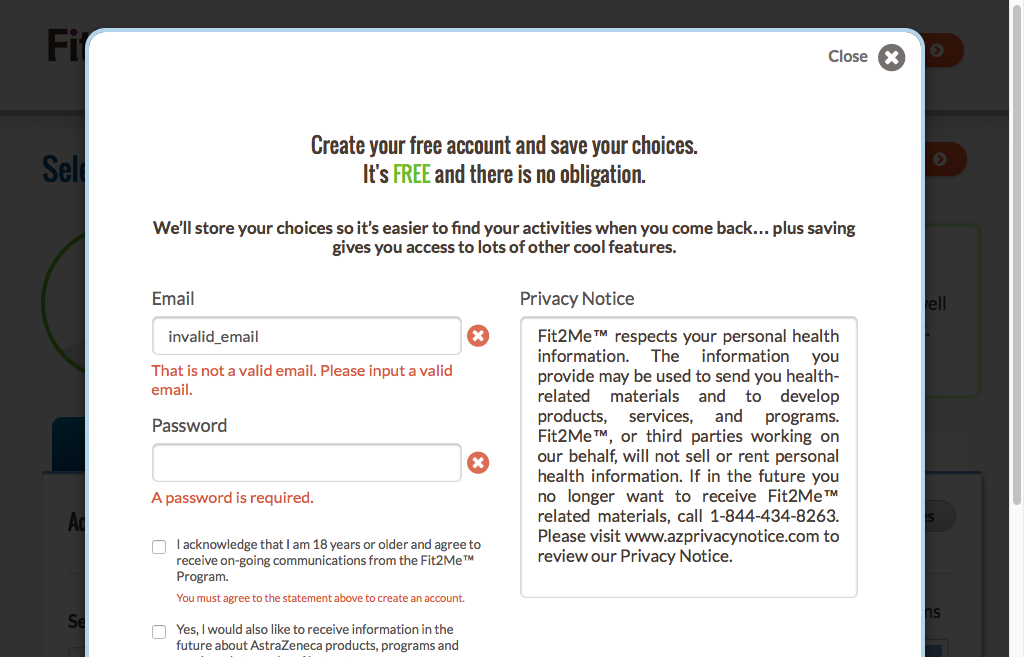 Fit
Close
Sele
Create your free account and save your choices.
It's FREE and there is no obligation.
We'll store your choices so it's easier to find your activities when you come back... plus saving
gives you access to lots of other cool features.
Email
invalid_email
That is not a valid email. Please input a valid
email.
Password
A password is required.
I acknowledge that I am 18 years or older and agree to
receive on-going communications from the Fit2Me™
Program.
You must agree to the statement above to create an account.
Yes, I would also like to receive information in the
future about AstraZeneca products, programs and
Privacy Notice
Fit2Me™ respects your personal health
information. The information you
provide may be used to send you health-
related materials and to develop
products, services, and programs.
Fit2Me™, or third parties working on
our behalf, will not sell or rent personal
health information. If in the future you
no longer want to receive Fit2Me™
related materials, call 1-844-434-8263.
Please visit www.azprivacynotice.com to
review our Privacy Notice.